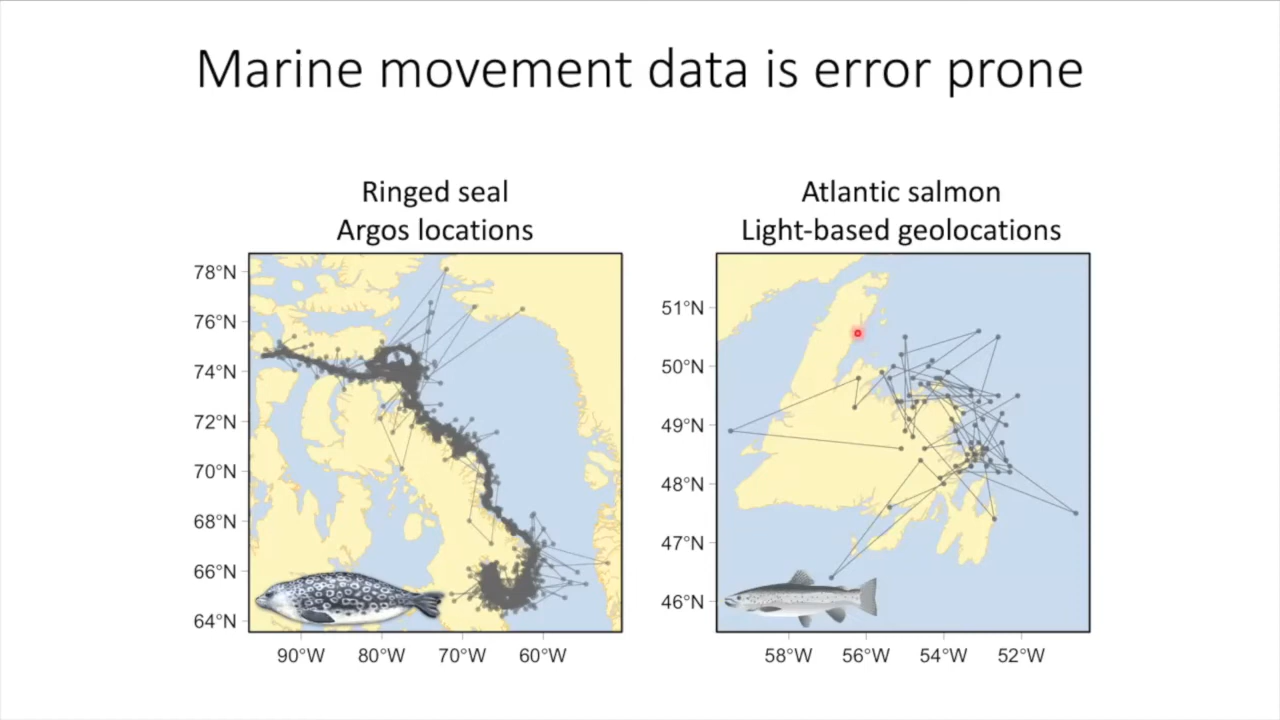 Marine movement data is error prone
Ringed seal
Argos locations
78°N
76°N
74°N
72°N
70°N
68°N
66°N
64°N
90°W 80°W 70°W 60°W
Atlantic salmon
Light-based geolocations
51°N
50°N
49°N
48°N
47°N
46°N
58°W 56°W 54°W 52°W